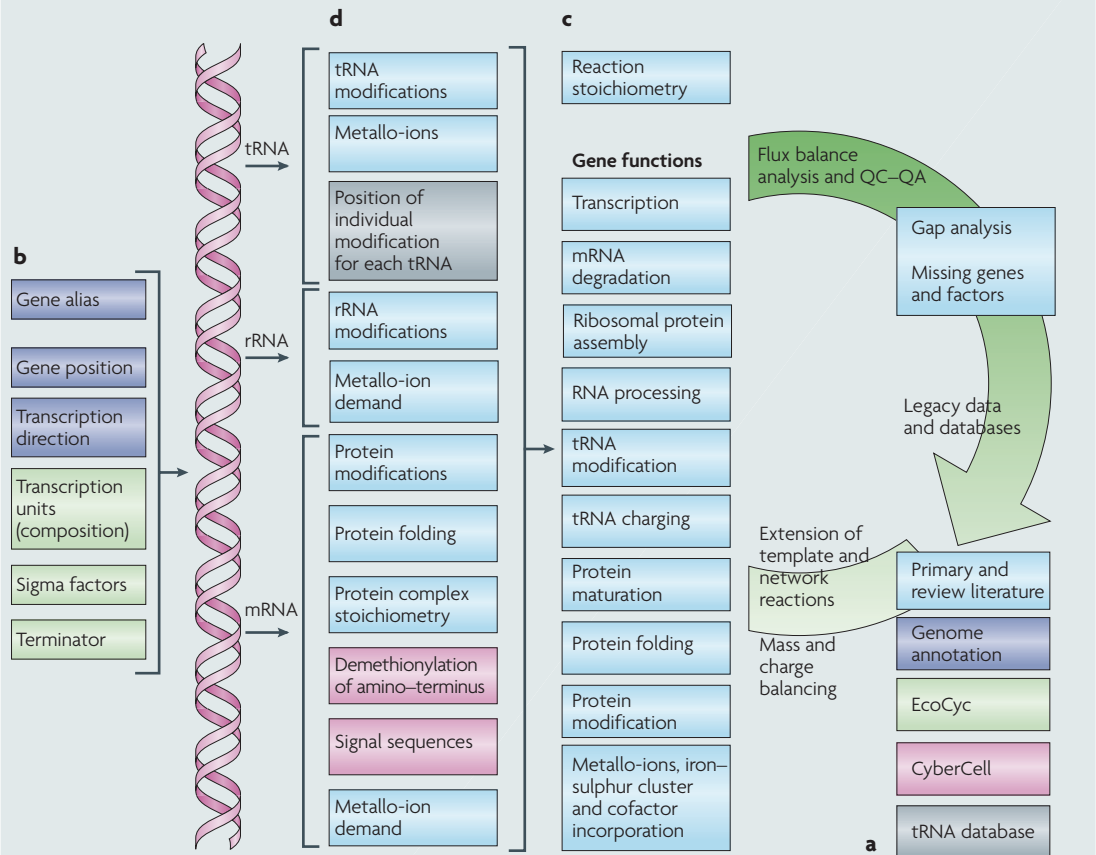 b
Gene alias
Gene position
Transcription
direction
Transcription
units
(composition)
Sigma factors
Terminator
tRNA
rRNA
mRNA
d
tRNA
modifications
Metallo-ions
Position of
individual
modification
for each tRNA
rRNA
modifications
Metallo-ion
demand
Protein
modifications
Protein folding
Protein complex
stoichiometry
Demethionylation
of amino–terminus
Signal sequences
Metallo-ion
demand
c
Reaction
stoichiometry
Gene functions
Transcription
mRNA
degradation
Ribosomal protein
assembly
RNA processing
tRNA
modification
tRNA charging
Protein
maturation
Protein folding
Protein
modification
Metallo-ions, iron–
sulphur cluster
and cofactor
incorporation
Flux balance
analysis and QC–QA
Gap analysis
Missing genes
and factors
Legacy data
and databases
Extension of
template and
network
reactions
Mass and
charge
balancing
Primary and
review literature
Genome
annotation
EcoCyc
CyberCell
tRNA database
a